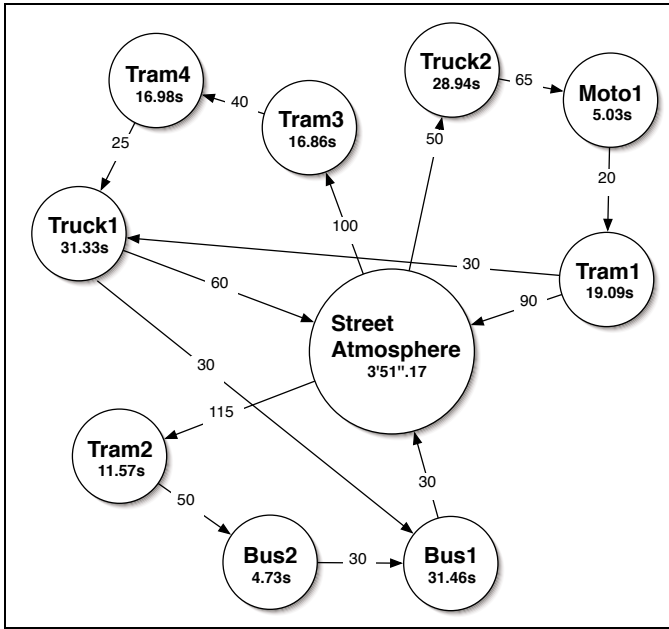 Truck2
28.94s
65
Moto1
5.03s
Tram4
16.98s
40
Tram3
16.86s
25
50
20
Truck1
31.33s
100
30
Tram1
19.09s
60
90
Street
Atmosphere
3'51".17
30
115
Tram2
11.57s
50
30
Bus2
4.73s
30
Bus1
31.46s